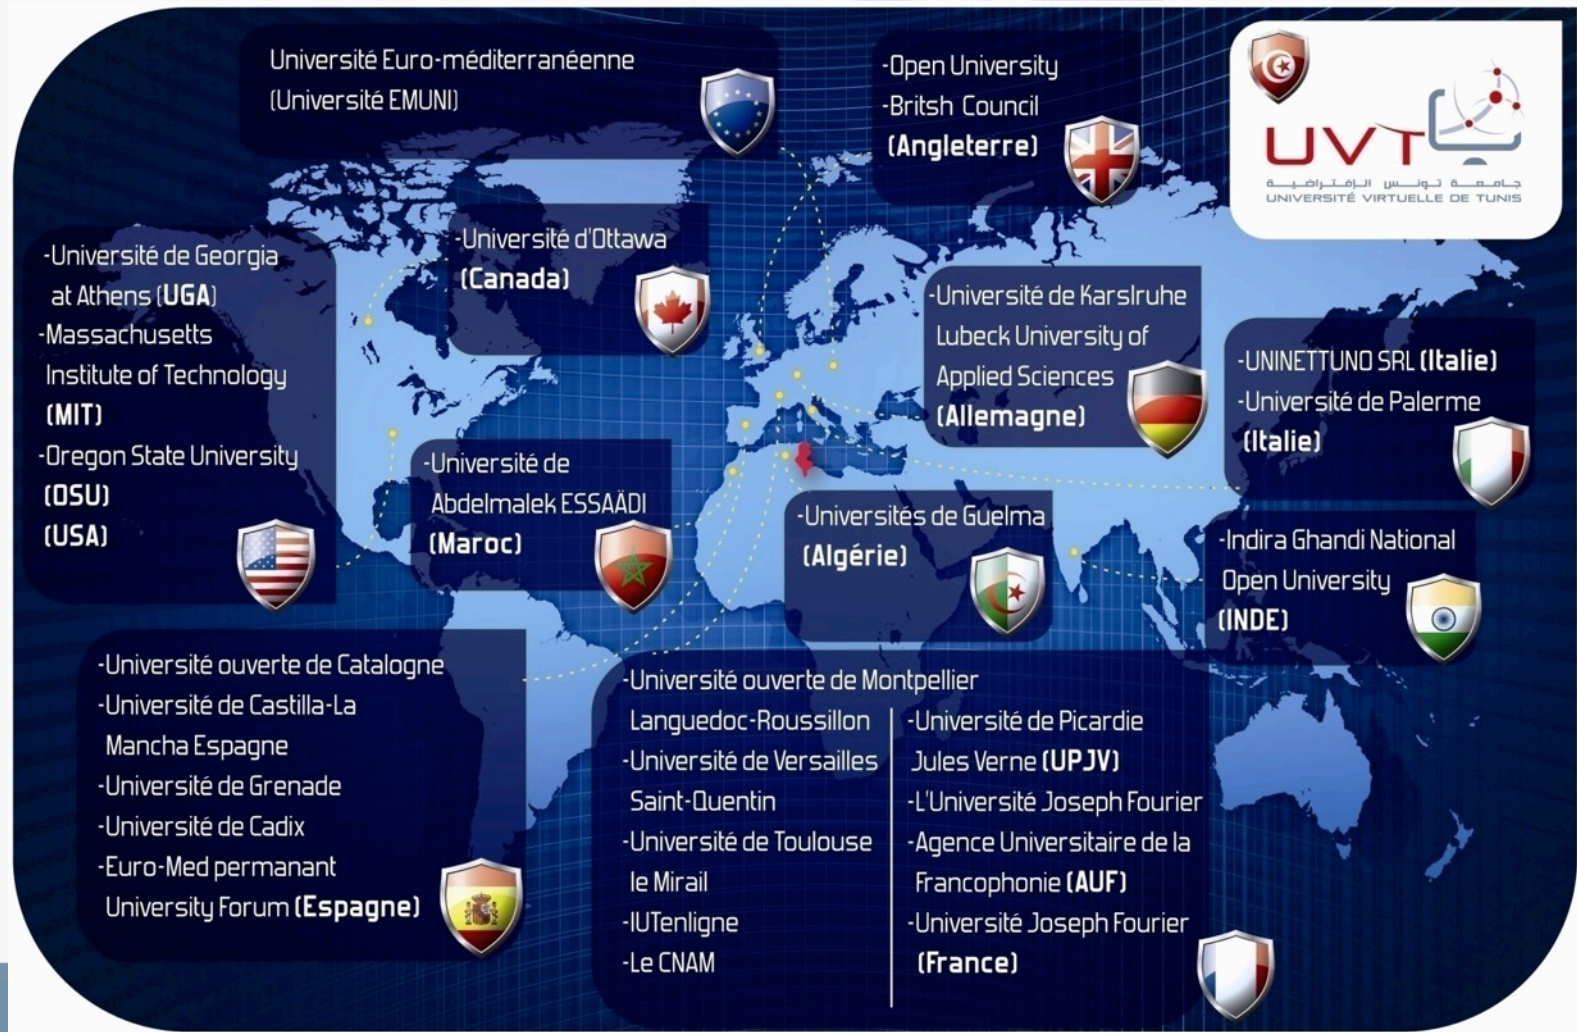 Université Euro-méditerranéenne
(Université EMUNI)
-Open University
-Britsh Council
(Angleterre)
UVT
جامعة تونس الإفتراضية
UNIVERSITÉ VIRTUELLE DE TUNIS
-Université de Georgia
at Athens (UGA)
-Massachusetts
Institute of Technology
(MIT)
-Oregon State University
(OSU)
(USA)
-Université d'Ottawa
(Canada)
-Université de Karslruhe
Lubeck University of
Applied Sciences
(Allemagne)
-UNINETTUNO SRL (Italie)
-Université de Palerme
(Italie)
-Université de
Abdelmalek ESSAÄDI
(Maroc)
-Universités de Guelma
(Algérie)
-Indira Ghandi National
Open University
(INDE)
-Université ouverte de Catalogne
-Université de Castilla-La
Mancha Espagne
-Université de Grenade
-Université de Cadix
-Euro-Med permanant
University Forum (Espagne)
-Université ouverte de Montpellier
Languedoc-Roussillon
-Université de Versailles
Saint-Quentin
-Université de Toulouse
le Mirail
-IUTenligne
-Le CNAM
-Université de Picardie
Jules Verne (UPJV)
-L'Université Joseph Fourier
-Agence Universitaire de la
Francophonie (AUF)
-Université Joseph Fourier
(France)